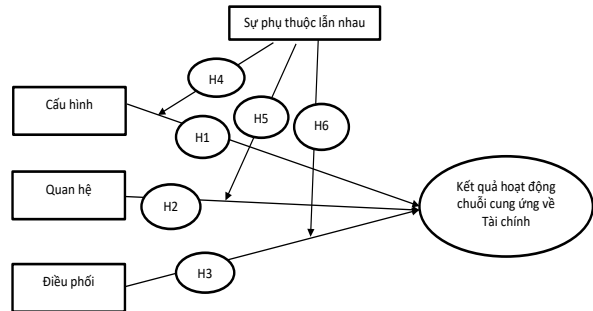 Sự phụ thuộc lẫn nhau
H4
Cấu hình
H5
H6
H1
Quan hệ
H2
Kết quả hoạt động
chuỗi cung ứng về
Tài chính
Điều phối
H3